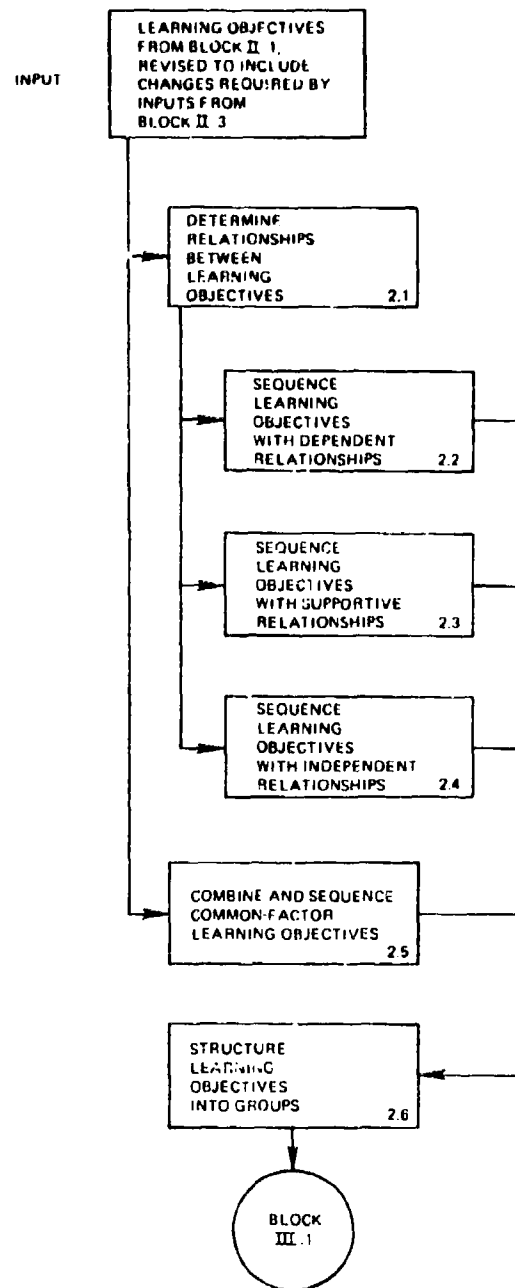 INPUT
LEARNING OBJECTIVES
FROM BLOCK II 1,
REVISED TO INCLUDE
CHANGES REQUIRED BY
INPUTS FROM
BLOCK II 3
DETERMINE
RELATIONSHIPS
BETWEEN
LEARNING
OBJECTIVES
2.1
SEQUENCE
LEARNING
OBJECTIVES
WITH DEPENDENT
RELATIONSHIPS
2.2
SEQUENCE
LEARNING
OBJECTIVES
WITH SUPPORTIVE
RELATIONSHIPS
2.3
SEQUENCE
LEARNING
OBJECTIVES
WITH INDEPENDENT
RELATIONSHIPS
2.4
COMBINE AND SEQUENCE
COMMON-FACTOR
LEARNING OBJECTIVES
2.5
STRUCTURE
LEARNING
OBJECTIVES
INTO GROUPS
2.6
BLOCK
III.1